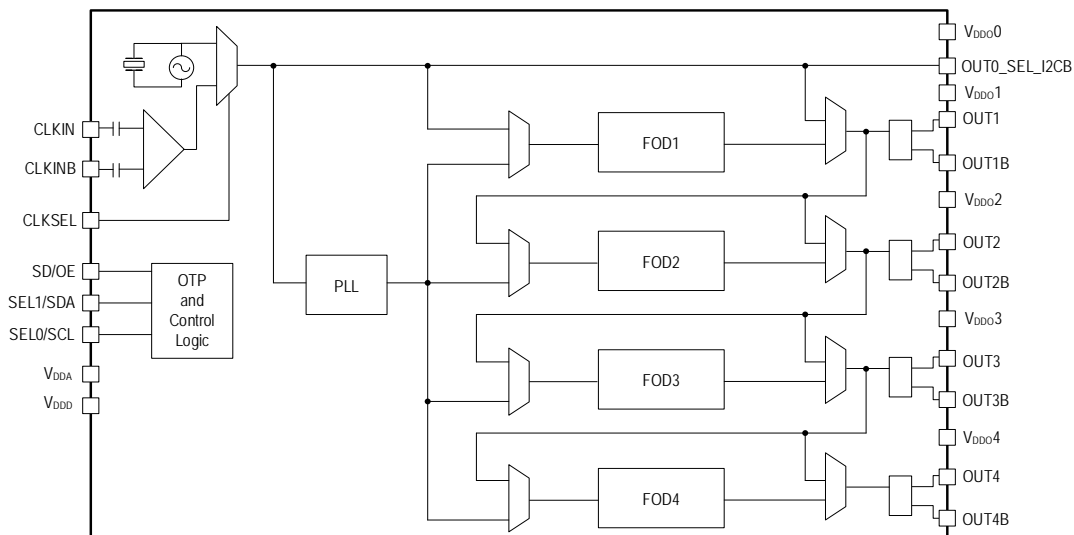 CLKIN
CLKINB
CLKSEL
SD/OE
SEL1/SDA
SEL0/SCL
VDDA
VDDD
OTP
and
Control
Logic
PLL
FOD1
FOD2
FOD3
FOD4
VDDO0
OUT0_SEL_I2CB
VDDO1
OUT1
OUT1B
VDDO2
OUT2
OUT2B
VDDO3
OUT3
OUT3B
VDDO4
OUT4
OUT4B